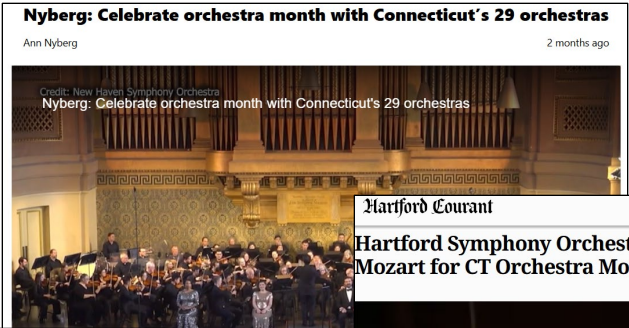 Nyberg: Celebrate orchestra month with Connecticut´s 29 orchestras
Ann Nyberg
2 months ago
Credit: New Haven Symphony Orchestra
Nyberg: Celebrate orchestra month with Connecticut's 29 orchestras
Hartford Courant
Hartford Symphony Orchest
Mozart for CT Orchestra Mo